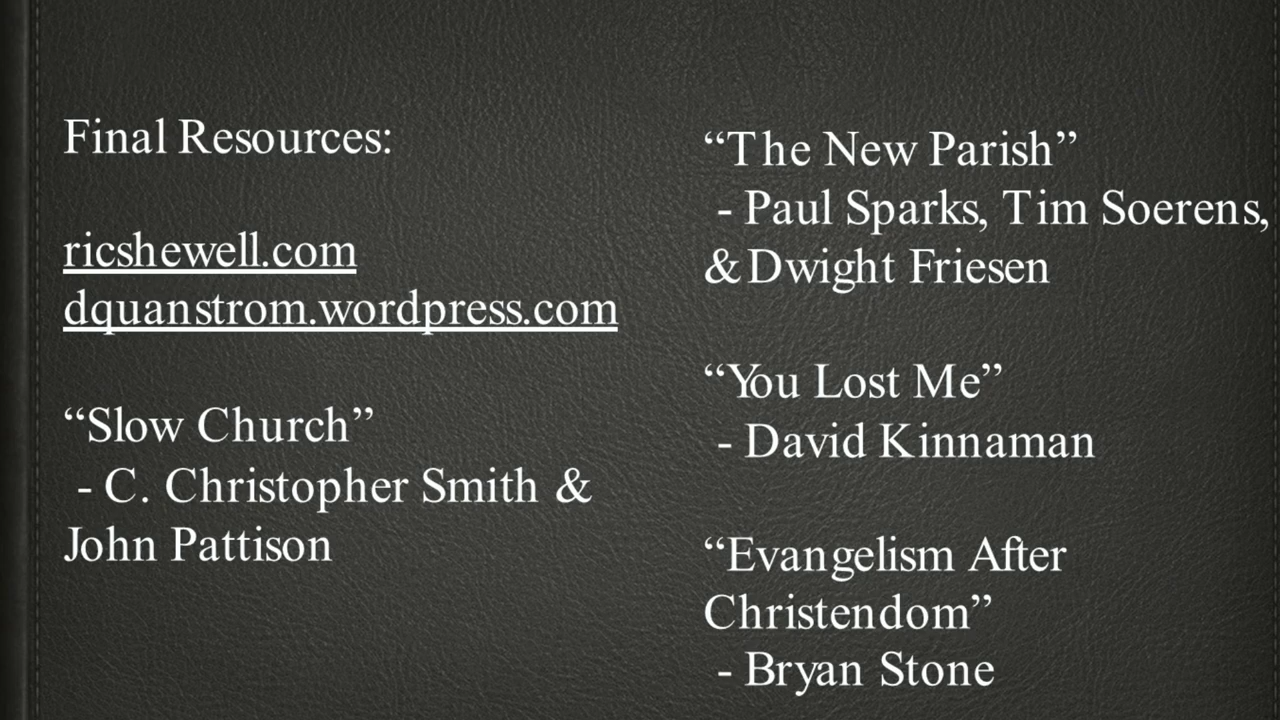 Final Resources:
ricshewell.com
dquanstrom.wordpress.com
“Slow Church”
- C. Christopher Smith &
John Pattison
“The New Parish”
- Paul Sparks, Tim Soerens,
& Dwight Friesen
“You Lost Me”
- David Kinnaman
“Evangelism After
Christendom”
- Bryan Stone